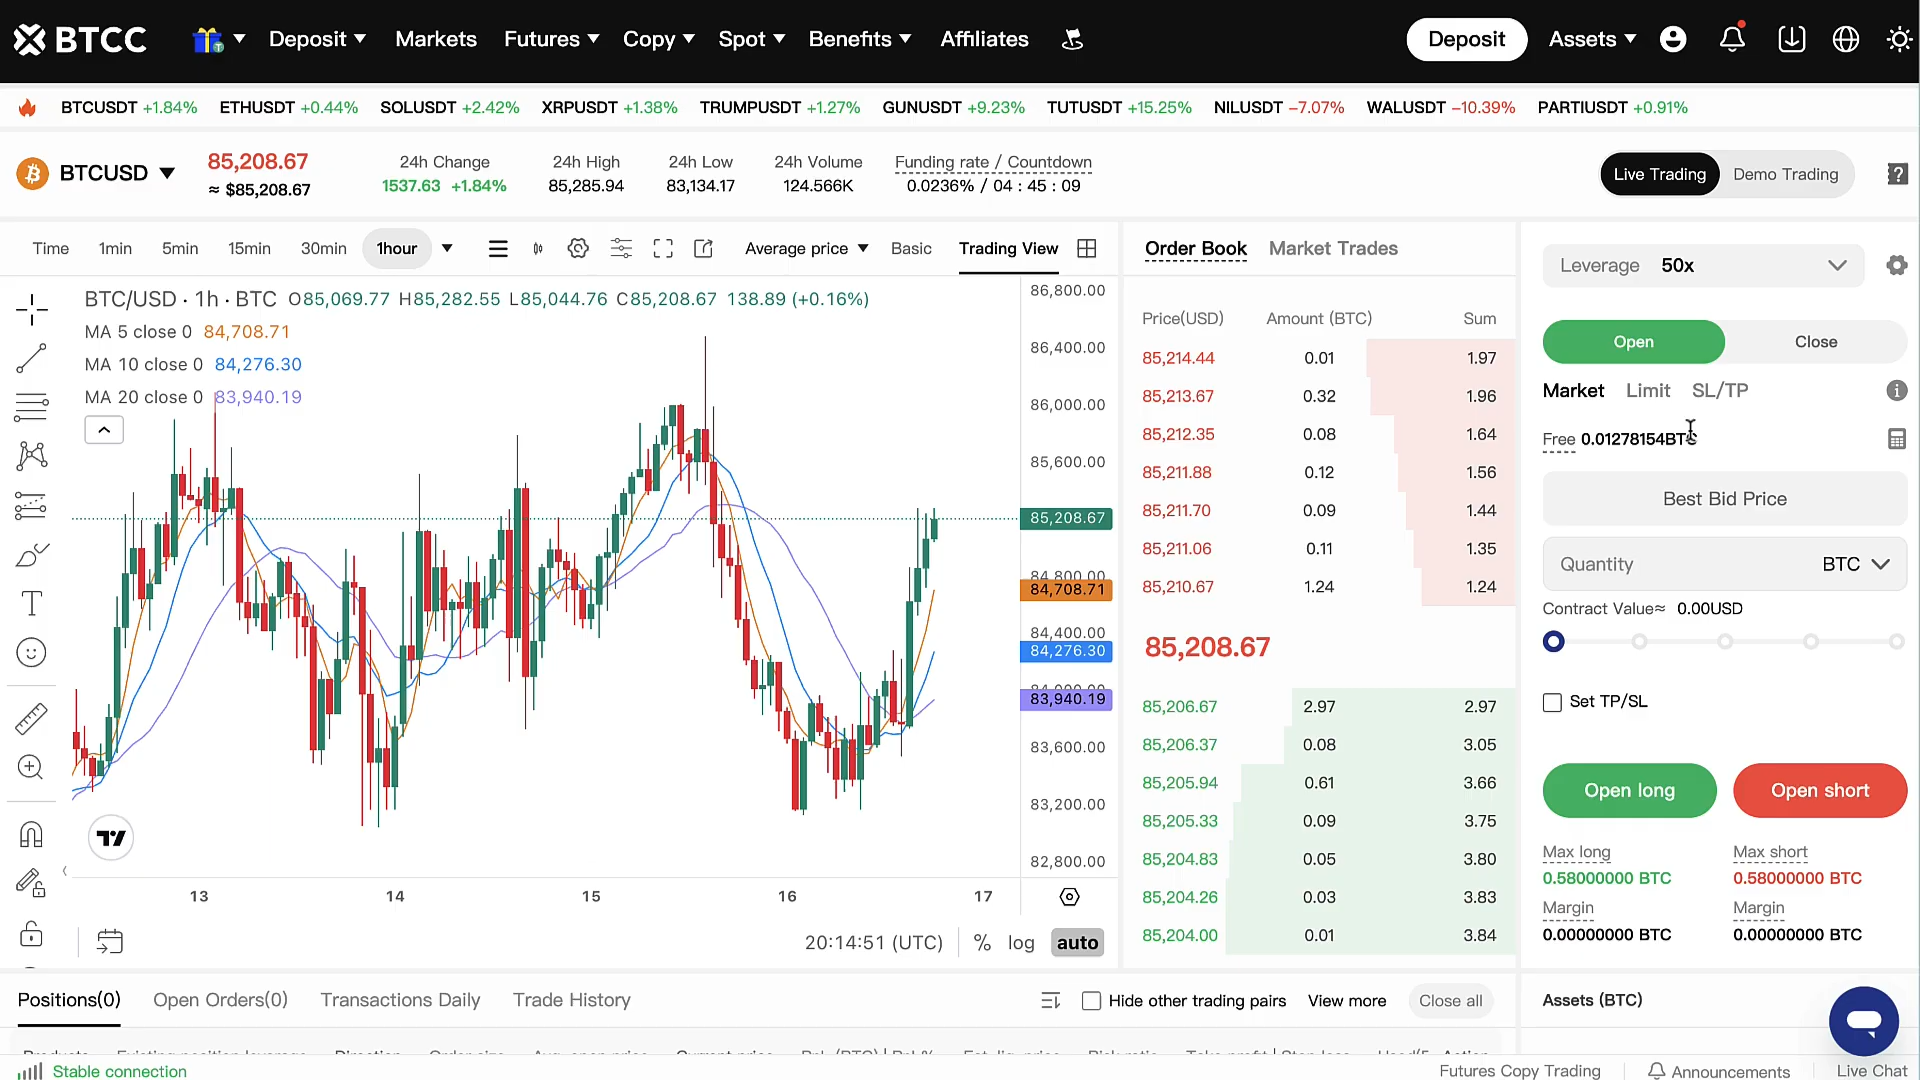 BTCC Deposit Markets Futures Copy Spot Benefits Affiliates Deposit Assets
BTCUSDT +1.84% ETHUSDT +0.44% SOLUSDT +2.42% XRPUSDT +1.38% TRUMPUSDT +1.27% GUNUSDT +9.23% TUTUSDT +15.25% NILUSDT −7.07% WALUSDT −10.39% PARTIUSDT +0.91%
BTCUSD
85,208.67
≈ $85,208.67
24h Change
1537.63 +1.84%
24h High
85,285.94
24h Low
83,134.17
24h Volume
124.566K
Funding rate / Countdown
0.0236% / 04 : 45 : 09
Live Trading Demo Trading
Time 1min 5min 15min 30min 1hour Average price Basic Trading View
BTC/USD · 1h · BTC O85,069.77 H85,282.55 L85,044.76 C85,208.67 138.89 (+0.16%)
MA 5 close 0 84,708.71
MA 10 close 0 84,276.30
MA 20 close 0 83,940.19
86,800.00
86,400.00
86,000.00
85,600.00
85,208.67
84,800.00
84,708.71
84,400.00
84,276.30
83,940.19
83,600.00
83,200.00
82,800.00
13 14 15 16 17
20:14:51 (UTC) % log auto
Order Book Market Trades
Price(USD) Amount (BTC) Sum
85,214.44 0.01 1.97
85,213.67 0.32 1.96
85,212.35 0.08 1.64
85,211.88 0.12 1.56
85,211.70 0.09 1.44
85,211.06 0.11 1.35
85,210.67 1.24 1.24
85,208.67
85,206.67 2.97 2.97
85,206.37 0.08 3.05
85,205.94 0.61 3.66
85,205.33 0.09 3.75
85,204.83 0.05 3.80
85,204.26 0.03 3.83
85,204.00 0.01 3.84
Leverage 50x
Open Close
Market Limit SL/TP
Free 0.01278154BTC
Best Bid Price
Quantity BTC
Contract Value≈ 0.00USD
Set TP/SL
Open long Open short
Max long Max short
0.58000000 BTC 0.58000000 BTC
Margin Margin
0.00000000 BTC 0.00000000 BTC
Positions(0) Open Orders(0) Transactions Daily Trade History Hide other trading pairs View more Close all
Assets (BTC)
Stable connection Futures Copy Trading Announcements Live Chat